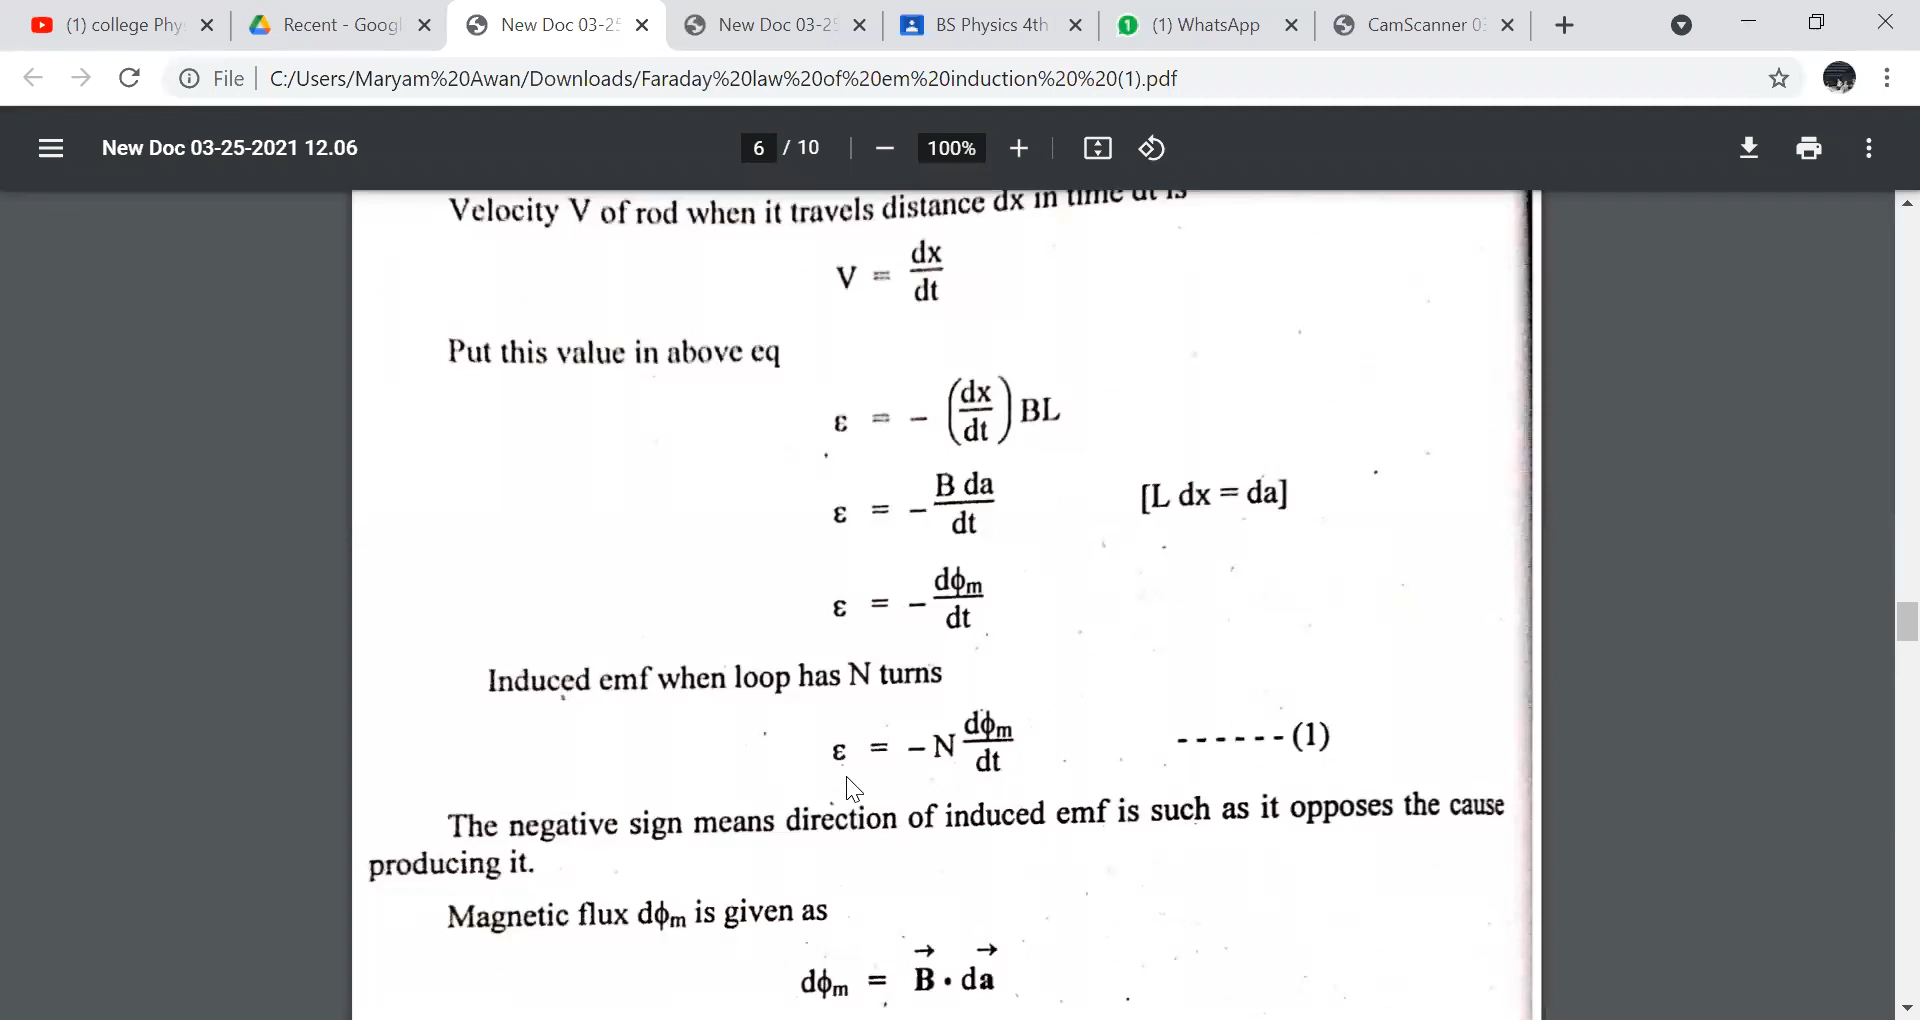 (1) college Phy
Recent - Googl
New Doc 03-25
New Doc 03-25
BS Physics 4th
(1) WhatsApp
CamScanner 0
File
C:/Users/Maryam%20Awan/Downloads/Faraday%20law%20of%20em%20induction%20%20(1).pdf
New Doc 03-25-2021 12.06
6 / 10
100%
Velocity V of rod when it travels distance dx in time dt is
V = dx/dt
Put this value in above eq
ε = - (dx/dt) BL
ε = - B da/dt [L dx = da]
ε = - dϕm/dt
Induced emf when loop has N turns
ε = - N dϕm/dt ------ (1)
The negative sign means direction of induced emf is such as it opposes the cause
producing it.
Magnetic flux dϕm is given as
dϕm = B⃗ · da⃗